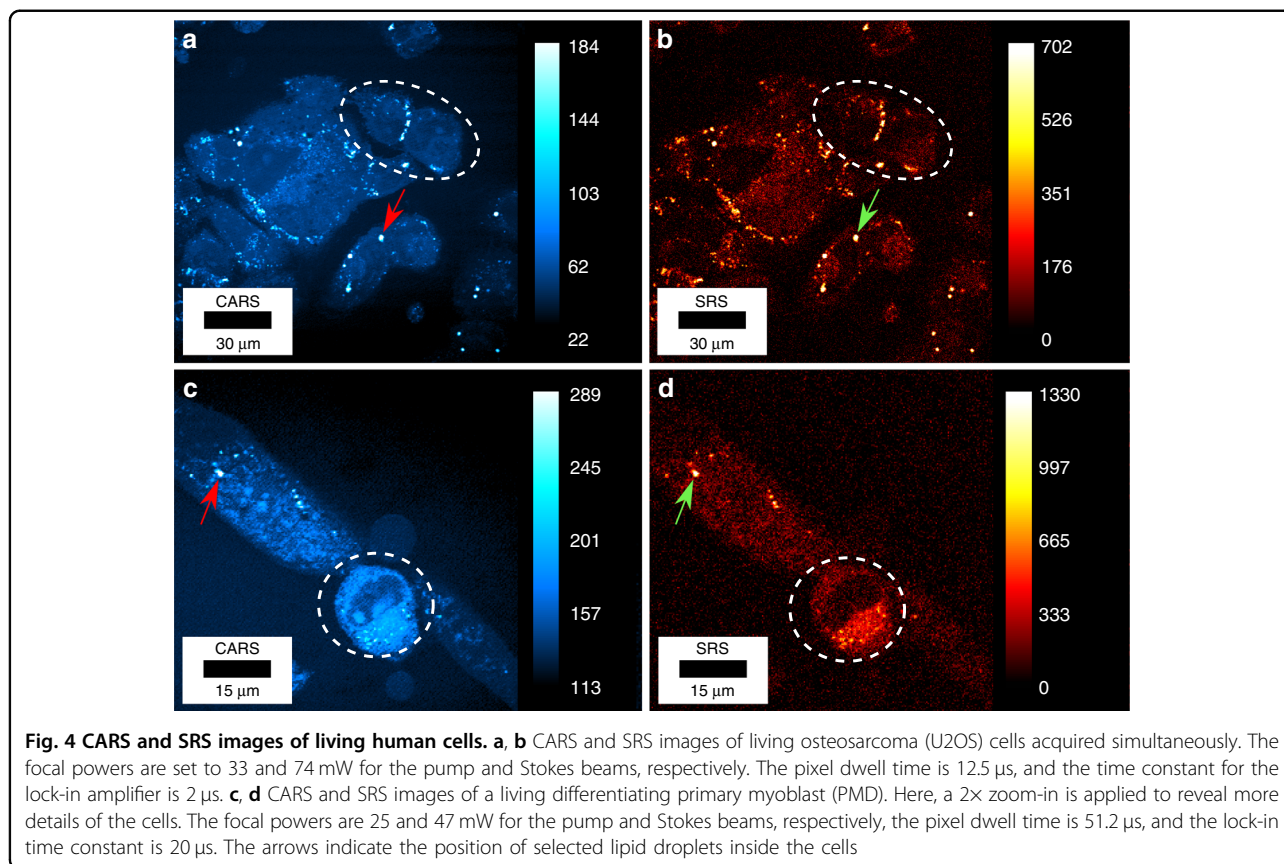 a
184
144
103
62
22
CARS
30 µm
b
702
526
351
176
0
SRS
30 µm
c
289
245
201
157
113
CARS
15 µm
d
1330
997
665
333
0
SRS
15 µm
Fig. 4 CARS and SRS images of living human cells. a, b CARS and SRS images of living osteosarcoma (U2OS) cells acquired simultaneously. The
focal powers are set to 33 and 74 mW for the pump and Stokes beams, respectively. The pixel dwell time is 12.5 µs, and the time constant for the
lock-in amplifier is 2 µs. c, d CARS and SRS images of a living differentiating primary myoblast (PMD). Here, a 2× zoom-in is applied to reveal more
details of the cells. The focal powers are 25 and 47 mW for the pump and Stokes beams, respectively, the pixel dwell time is 51.2 µs, and the lock-in
time constant is 20 µs. The arrows indicate the position of selected lipid droplets inside the cells